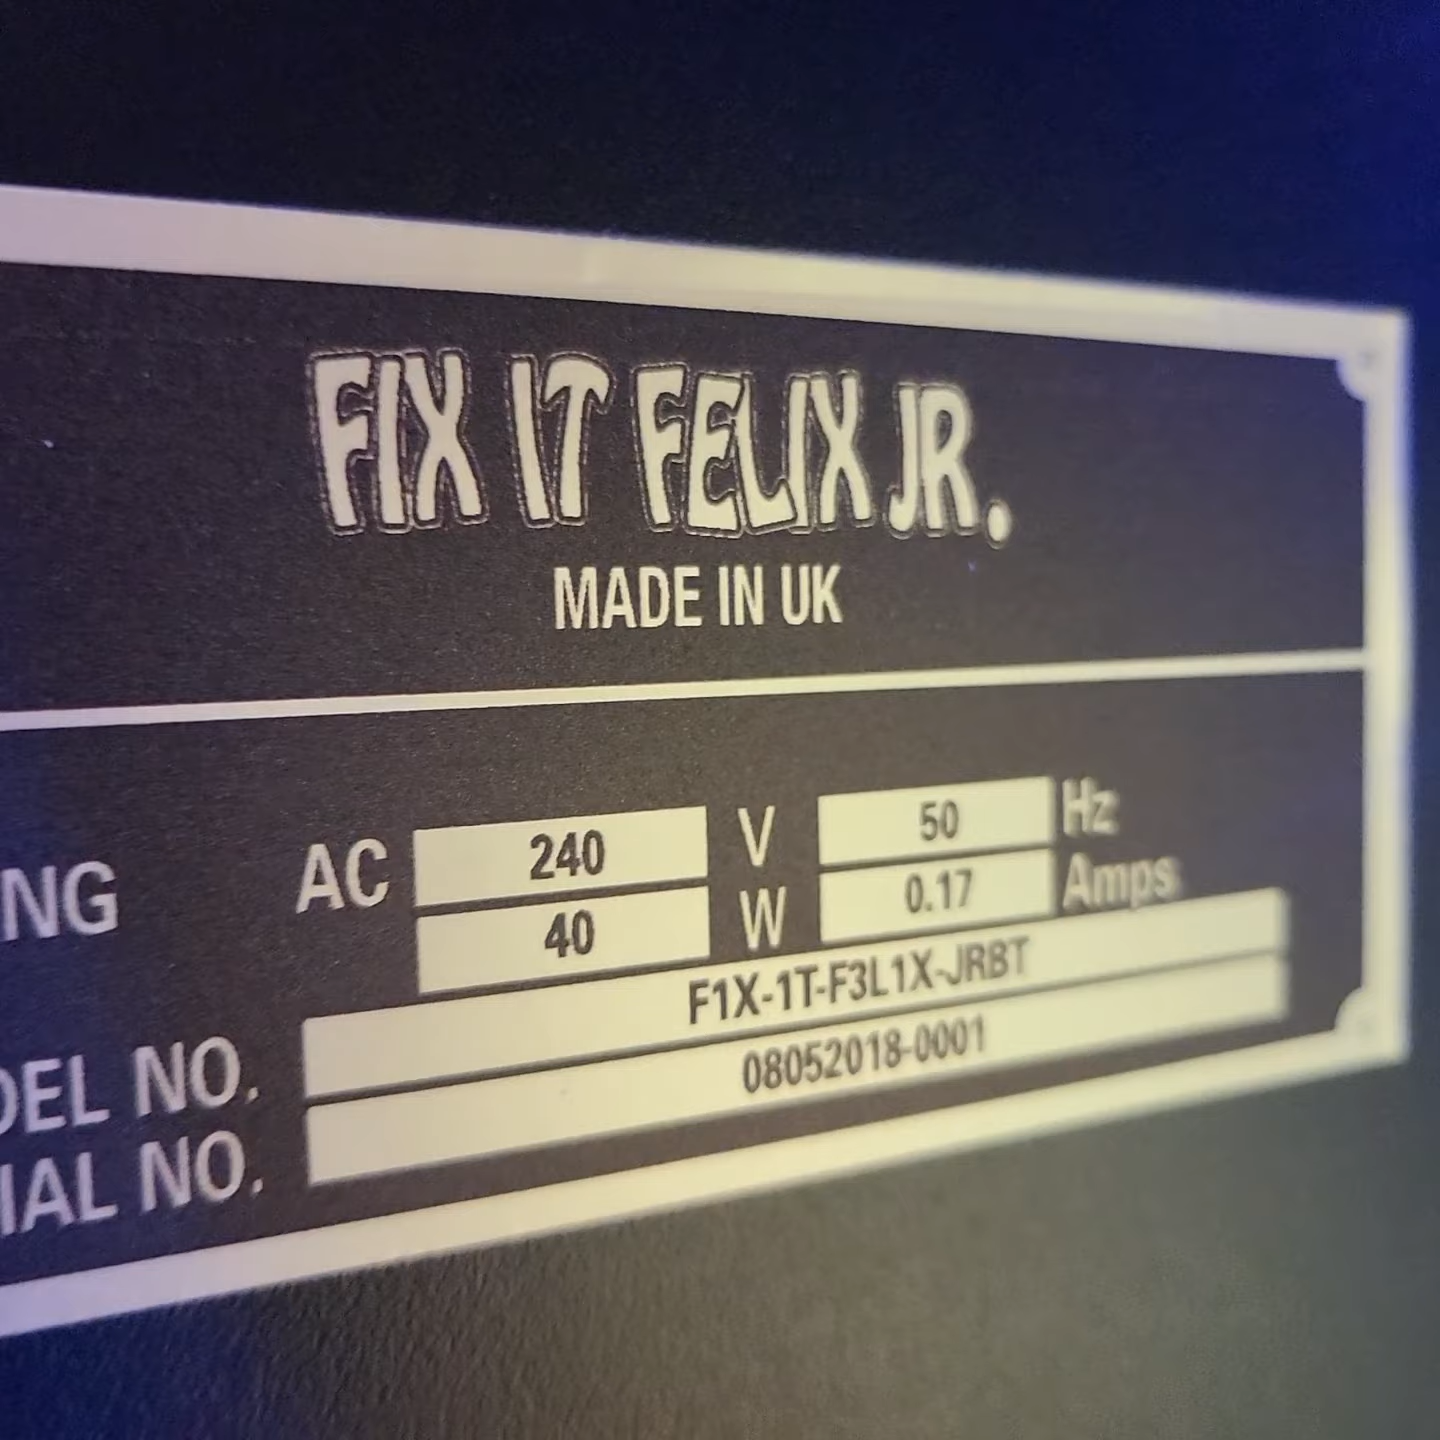 FIX IT FELIX JR.
MADE IN UK
NG AC 240 V 50 Hz
40 W 0.17 Amps
DEL NO. F1X-1T-F3L1X-JRBT
IAL NO. 08052018-0001